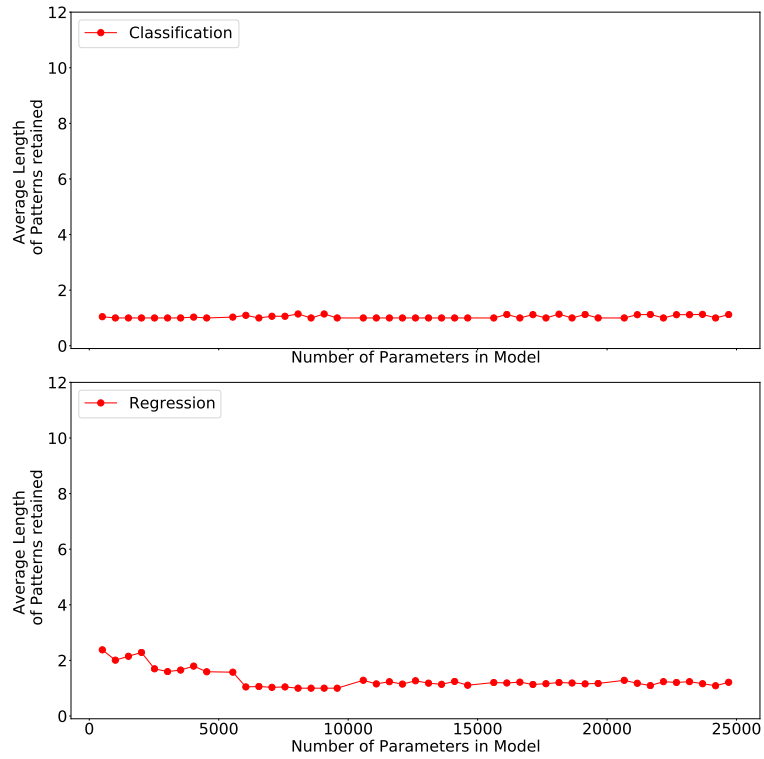 12
Classification
10
8
6
4
2
0
Average Length
of Patterns retained
Number of Parameters in Model
12
Regression
10
8
6
4
2
0
Average Length
of Patterns retained
0 5000 10000 15000 20000 25000
Number of Parameters in Model